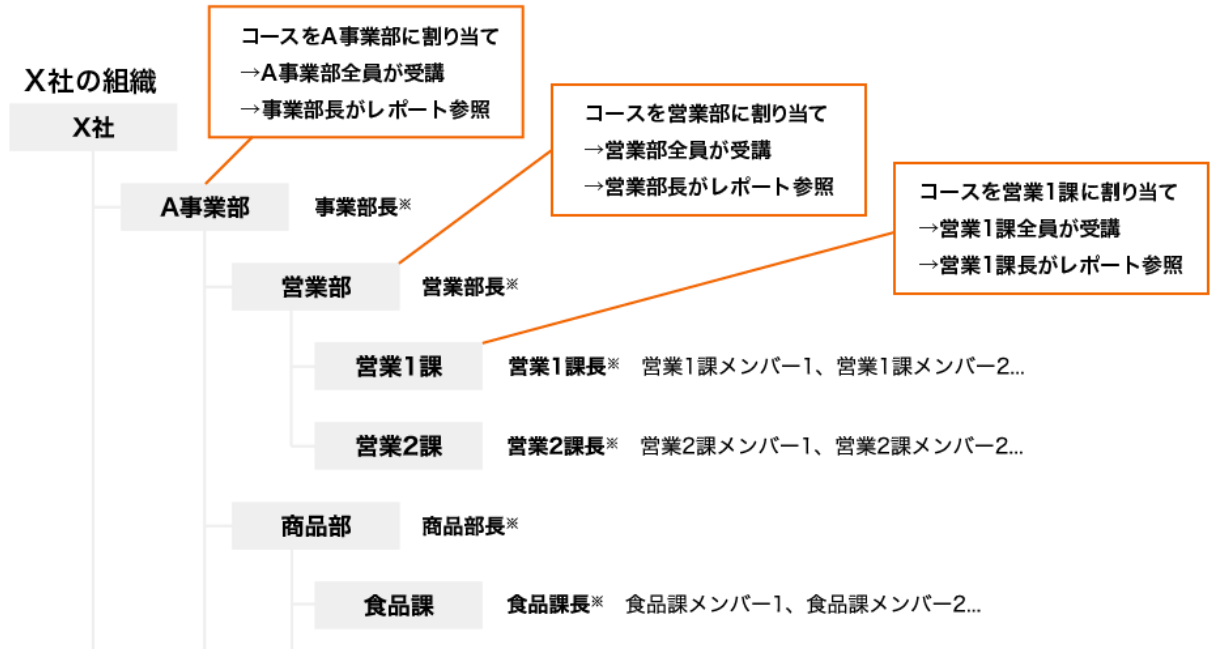 コースをA事業部に割り当て
→A事業部全員が受講
→事業部長がレポート参照
X社の組織
X社
コースを営業部に割り当て
→営業部全員が受講
→営業部長がレポート参照
コースを営業1課に割り当て
→営業1課全員が受講
→営業1課長がレポート参照
A事業部 事業部長※
営業部 営業部長※
営業1課 営業1課長※ 営業1課メンバー1、営業1課メンバー2...
営業2課 営業2課長※ 営業2課メンバー1、営業2課メンバー2...
商品部 商品部長※
食品課 食品課長※ 食品課メンバー1、食品課メンバー2...